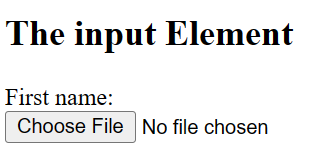 The input Element
First name:
Choose File No file chosen